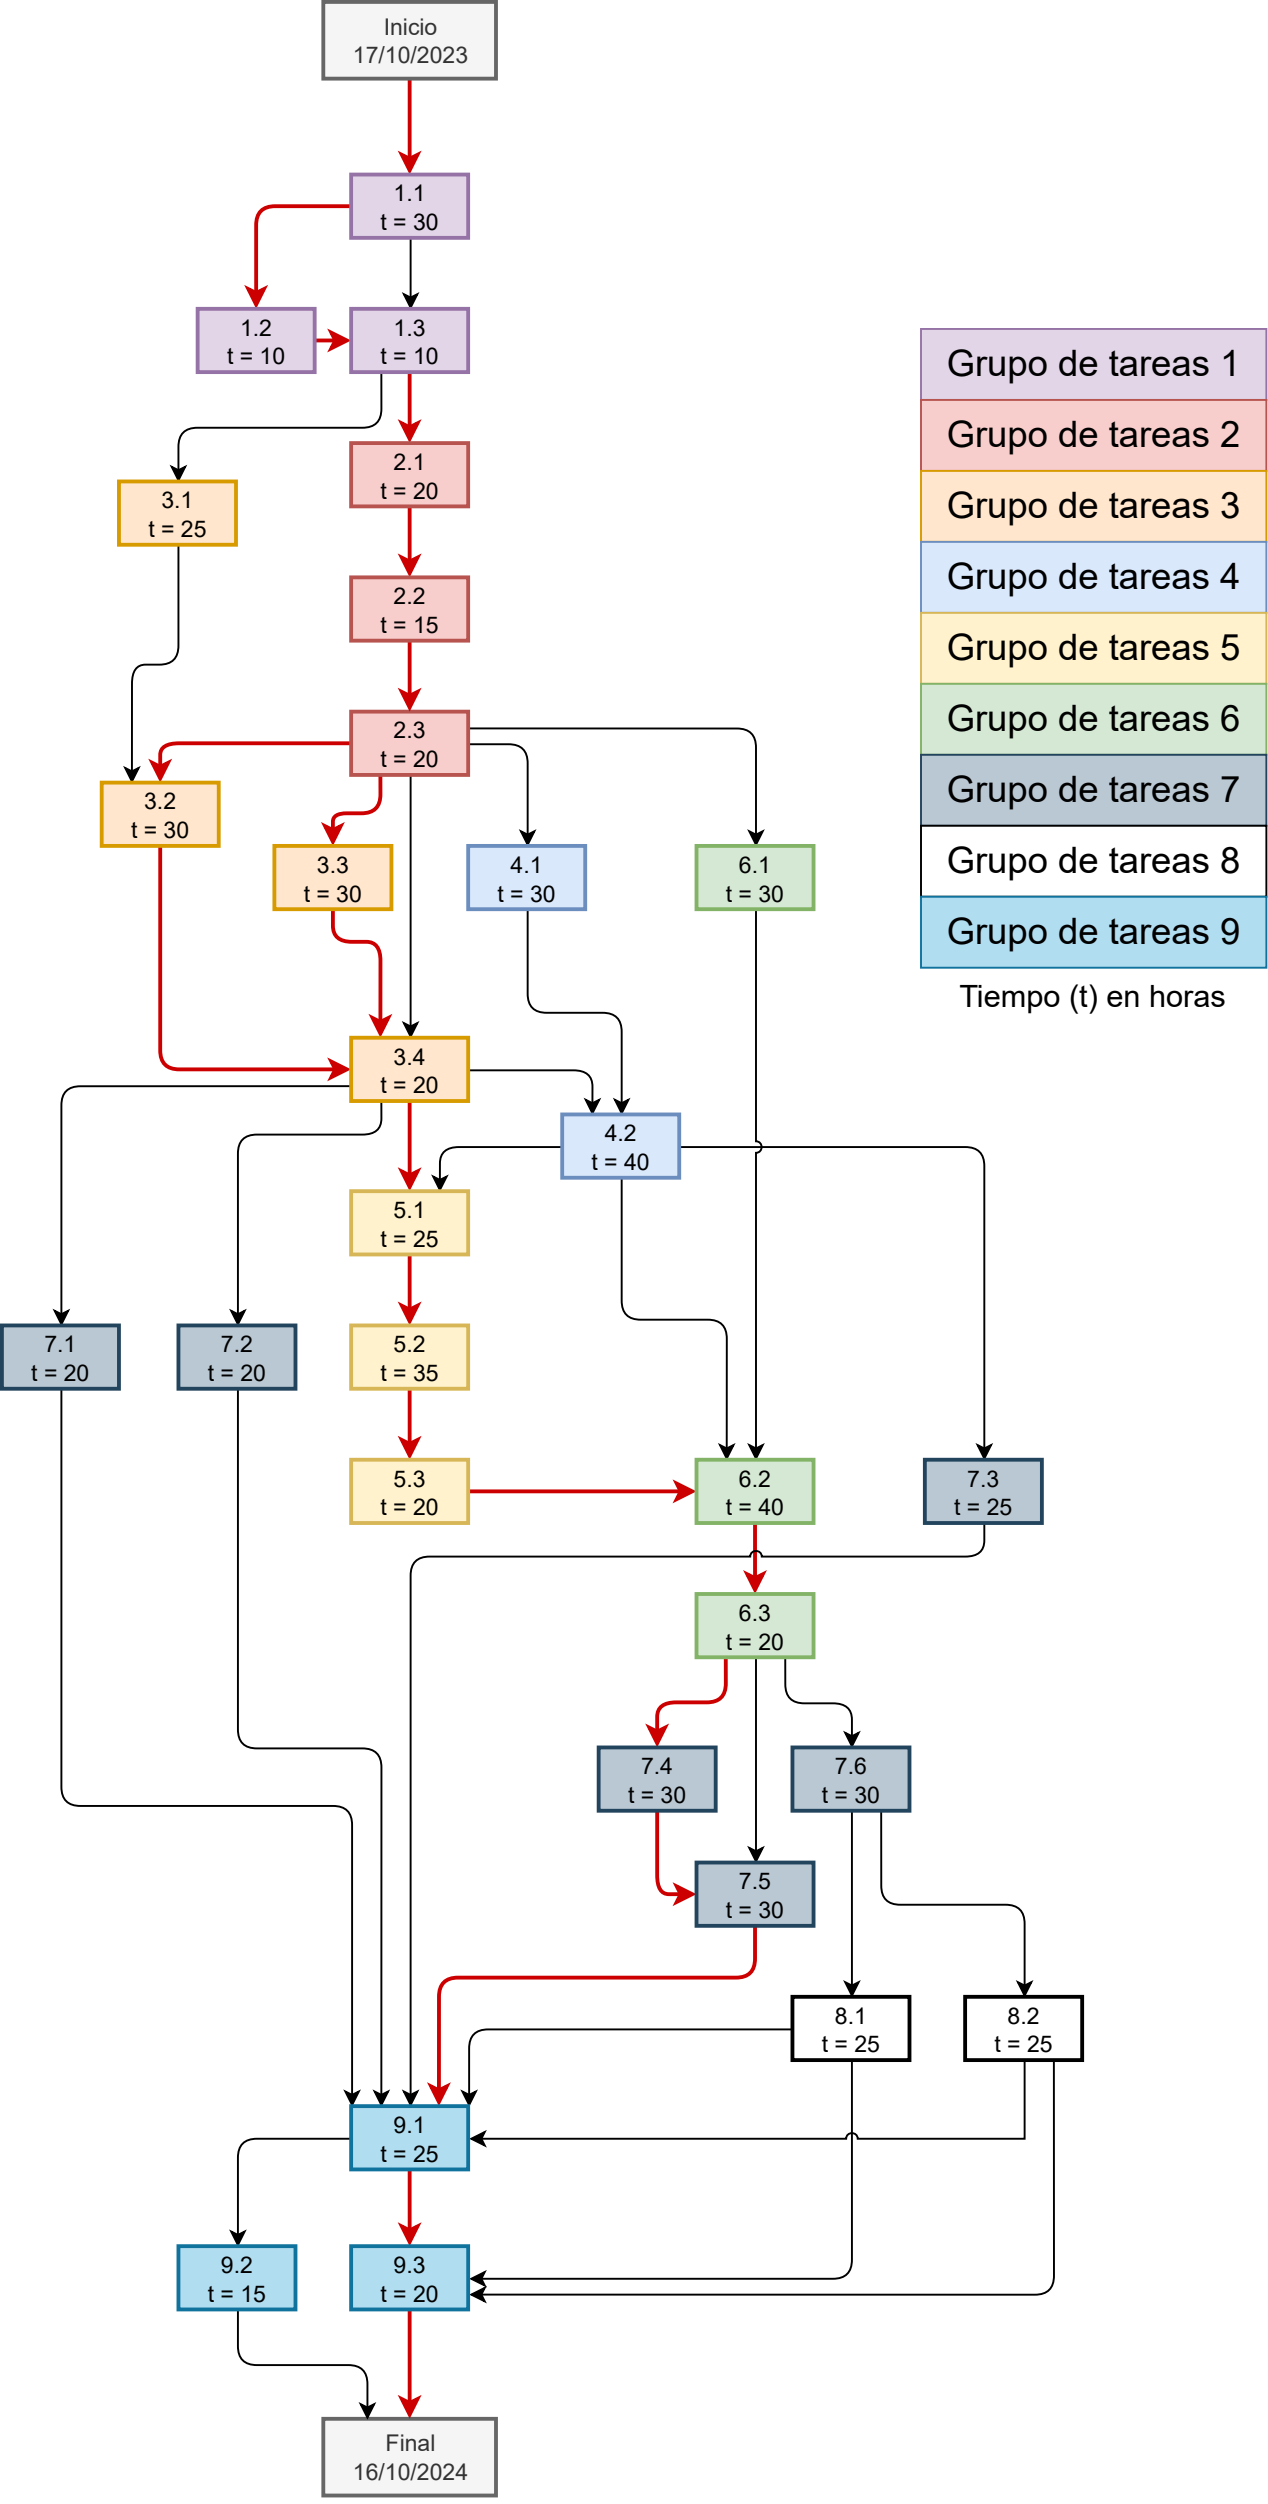 Inicio
17/10/2023
1.1
t = 30
1.2
t = 10
1.3
t = 10
2.1
t = 20
3.1
t = 25
2.2
t = 15
2.3
t = 20
3.2
t = 30
3.3
t = 30
4.1
t = 30
6.1
t = 30
3.4
t = 20
4.2
t = 40
5.1
t = 25
7.1
t = 20
7.2
t = 20
5.2
t = 35
5.3
t = 20
6.2
t = 40
7.3
t = 25
6.3
t = 20
7.4
t = 30
7.6
t = 30
7.5
t = 30
8.1
t = 25
8.2
t = 25
9.1
t = 25
9.2
t = 15
9.3
t = 20
Final
16/10/2024
Grupo de tareas 1
Grupo de tareas 2
Grupo de tareas 3
Grupo de tareas 4
Grupo de tareas 5
Grupo de tareas 6
Grupo de tareas 7
Grupo de tareas 8
Grupo de tareas 9
Tiempo (t) en horas